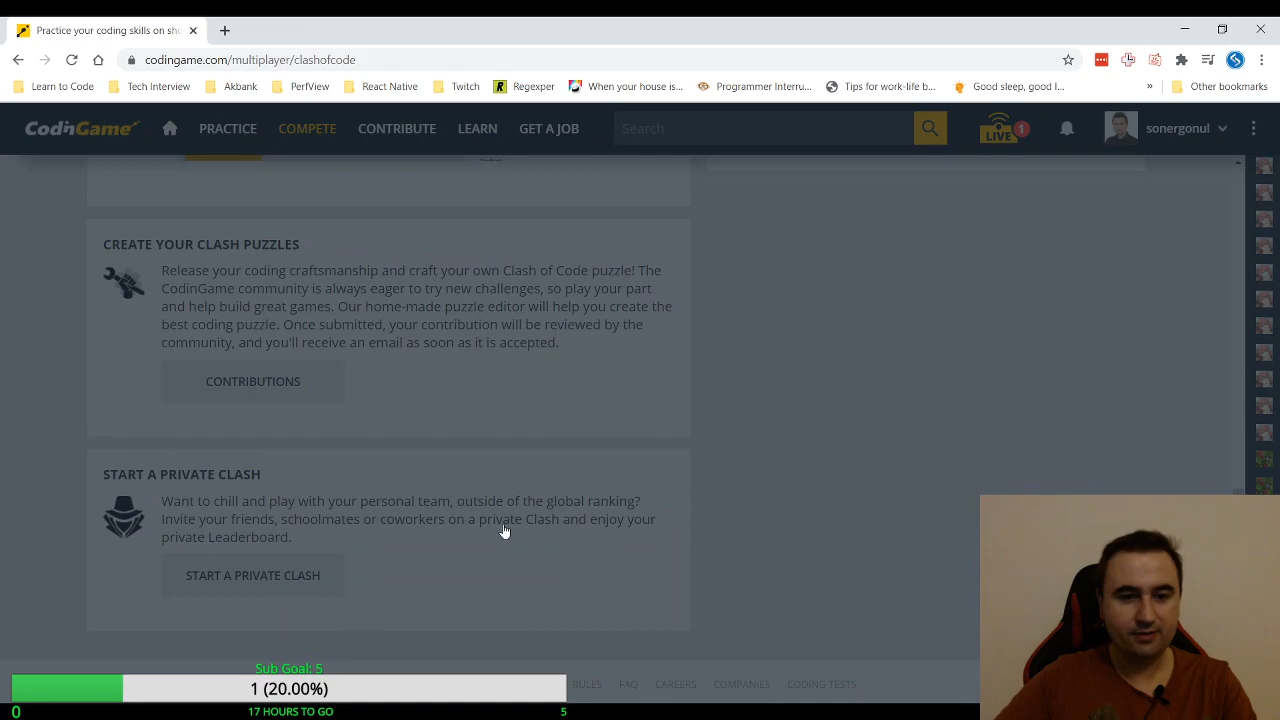 Practice your coding skills on sho
codingame.com/multiplayer/clashofcode
Learn to Code Tech Interview Akbank PerfView React Native Twitch Regexper When your house is... Programmer Interru... Tips for work-life b... Good sleep, good l... » Other bookmarks
CODINGAME PRACTICE COMPETE CONTRIBUTE LEARN GET A JOB Search LIVE 1 sonergonul
CREATE YOUR CLASH PUZZLES
Release your coding craftsmanship and craft your own Clash of Code puzzle! The
CodinGame community is always eager to try new challenges, so play your part
and help build great games. Our home-made puzzle editor will help you create the
best coding puzzle. Once submitted, your contribution will be reviewed by the
community, and you'll receive an email as soon as it is accepted.
CONTRIBUTIONS
START A PRIVATE CLASH
Want to chill and play with your personal team, outside of the global ranking?
Invite your friends, schoolmates or coworkers on a private Clash and enjoy your
private Leaderboard.
START A PRIVATE CLASH
Sub Goal: 5
1 (20.00%)
RULES FAQ CAREERS COMPANIES CODING TESTS
0 17 HOURS TO GO 5